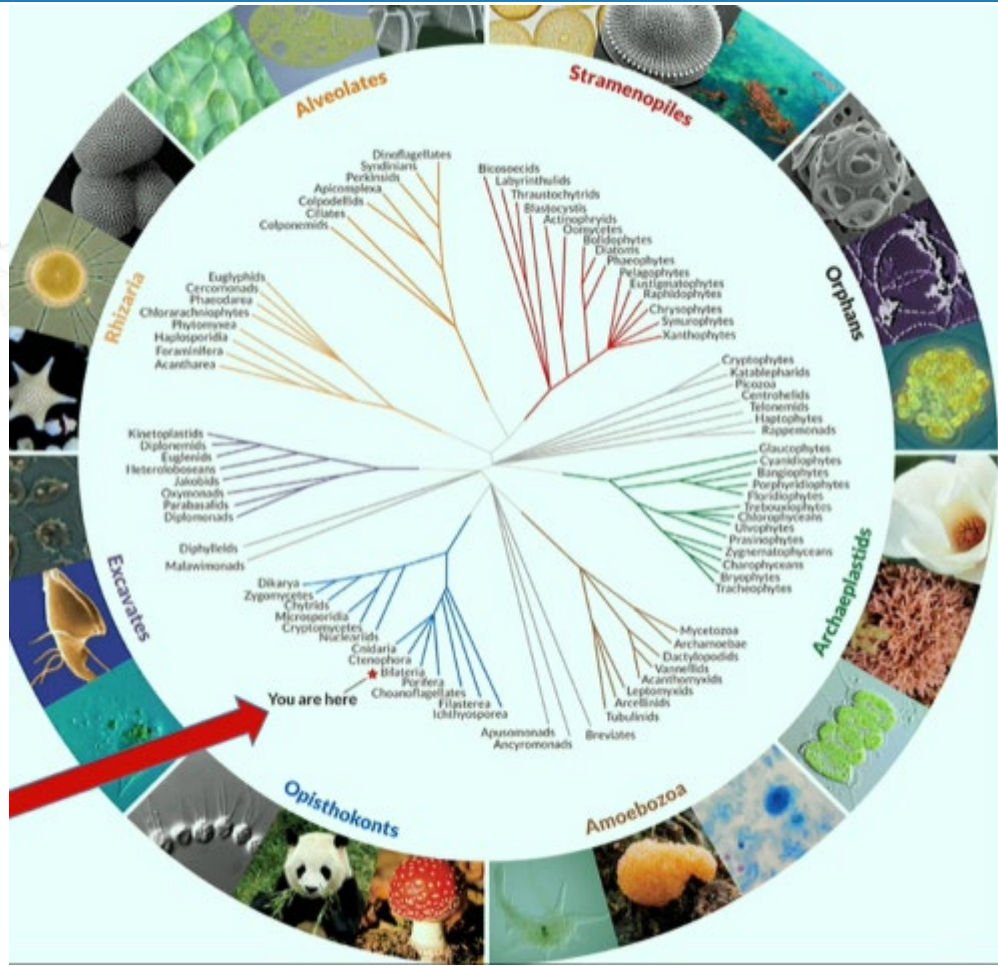 Alveolates
Stramenopiles
Rhizaria
Orphans
Excavates
Archaeplastids
Opisthokonts
Amoebozoa
Dinoflagellates
Syndinians
Perkinsids
Apicomplexa
Colpodellids
Ciliates
Colponemids
Bicosoecids
Labyrinthulids
Thraustochytrids
Blastocystis
Actinophryids
Oomycetes
Bolidophytes
Diatoms
Phaeophytes
Pelagophytes
Eustigmatophytes
Raphidophytes
Chrysophytes
Synurophytes
Xanthophytes
Euglyphids
Cercomonads
Phaeodarea
Chlorarachniophytes
Phytomyxea
Haplosporidia
Foraminifera
Acantharea
Cryptophytes
Katablepharids
Picozoa
Centrohelids
Telonemids
Haptophytes
Rappemonads
Kinetoplastids
Diplonemids
Euglenids
Heteroloboseans
Jakobids
Oxymonads
Parabasalids
Diplomonads
Glaucophytes
Cyanidiophytes
Bangiophytes
Porphyridiophytes
Floridiophytes
Trebouxiophytes
Chlorophyceans
Ulvophytes
Prasinophytes
Zygnematophyceans
Charophyceans
Bryophytes
Tracheophytes
Diphylleids
Malawimonads
Dikarya
Zygomycetes
Chytrids
Microsporidia
Cryptomycetes
Nucleariids
Cnidaria
Ctenophora
Bilateria
Porifera
Choanoflagellates
Filasterea
Ichthyosporea
You are here
Mycetozoa
Archamoebae
Dactylopodids
Vannellids
Acanthomyxids
Leptomyxids
Arcellinids
Tubulinids
Apusomonads
Ancyromonads
Breviates